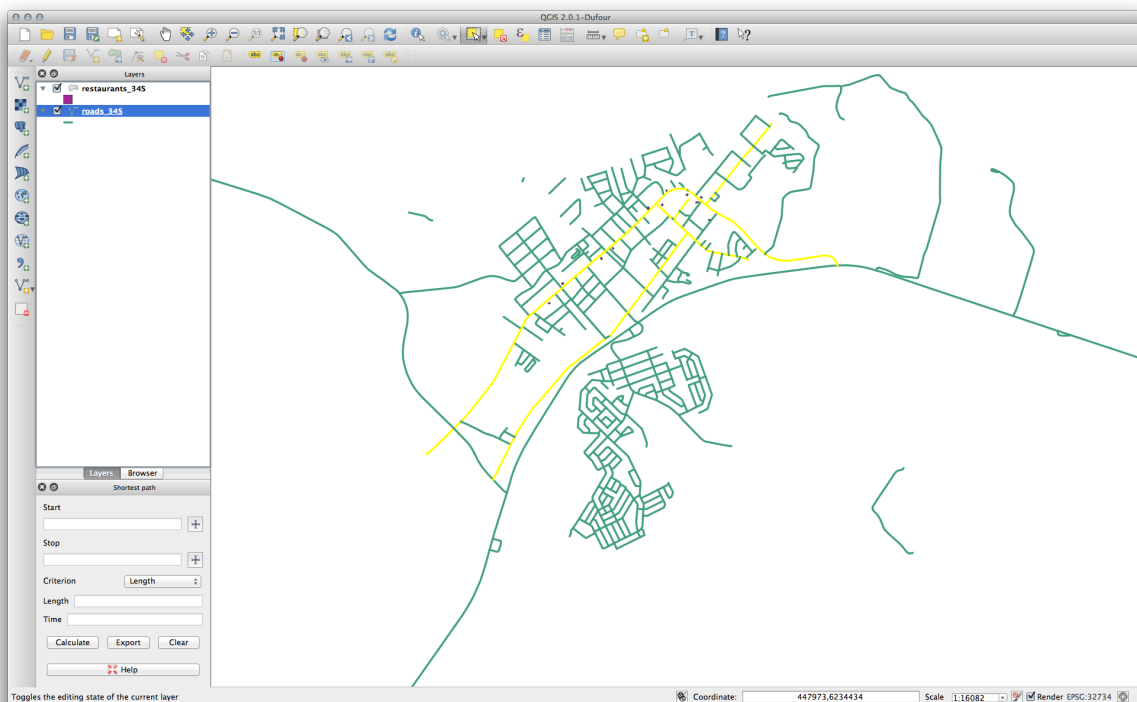 QGIS 2.0.1-Dufour
Layers
restaurants_34S
roads_34S
Layers Browser
Shortest path
Start
Stop
Criterion Length
Length
Time
Calculate Export Clear
Help
Toggles the editing state of the current layer
Coordinate: 447973,6234434 Scale 1:16082 Render EPSG:32734